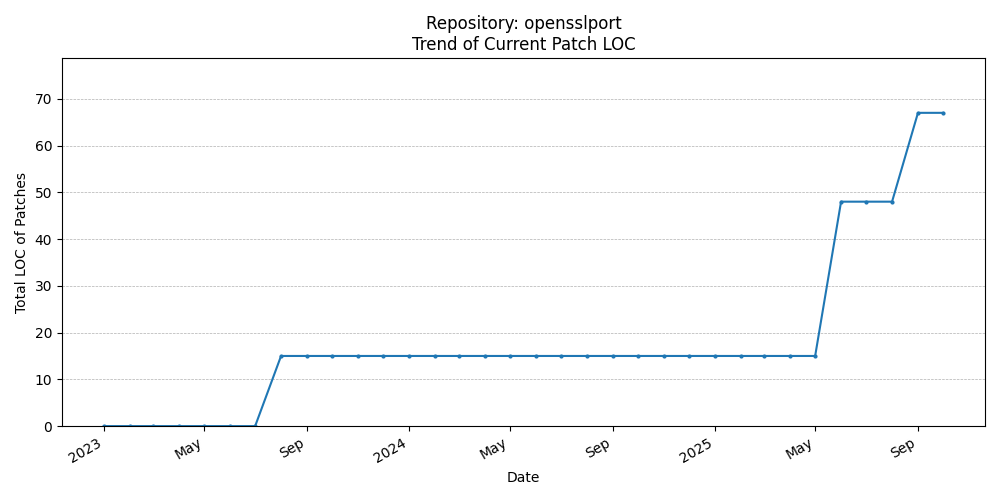 Repository: opensslport
Trend of Current Patch LOC
Total LOC of Patches
70
60
50
40
30
20
10
0
2023
May
Sep
2024
May
Sep
2025
May
Sep
Date